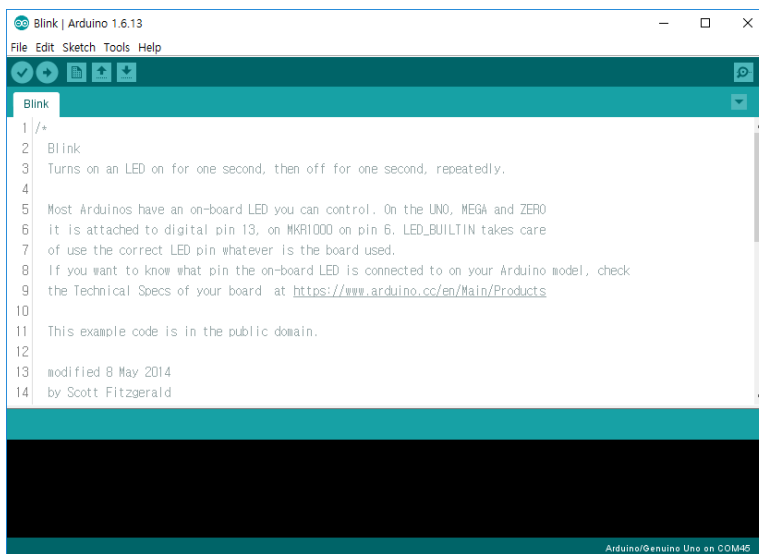 Blink | Arduino 1.6.13
File Edit Sketch Tools Help
Blink
1 /*
2 Blink
3 Turns on an LED on for one second, then off for one second, repeatedly.
4
5 Most Arduinos have an on-board LED you can control. On the UNO, MEGA and ZERO
6 it is attached to digital pin 13, on MKR1000 on pin 6. LED_BUILTIN takes care
7 of use the correct LED pin whatever is the board used.
8 If you want to know what pin the on-board LED is connected to on your Arduino model, check
9 the Technical Specs of your board at https://www.arduino.cc/en/Main/Products
10
11 This example code is in the public domain.
12
13 modified 8 May 2014
14 by Scott Fitzgerald
Arduino/Genuino Uno on COM45